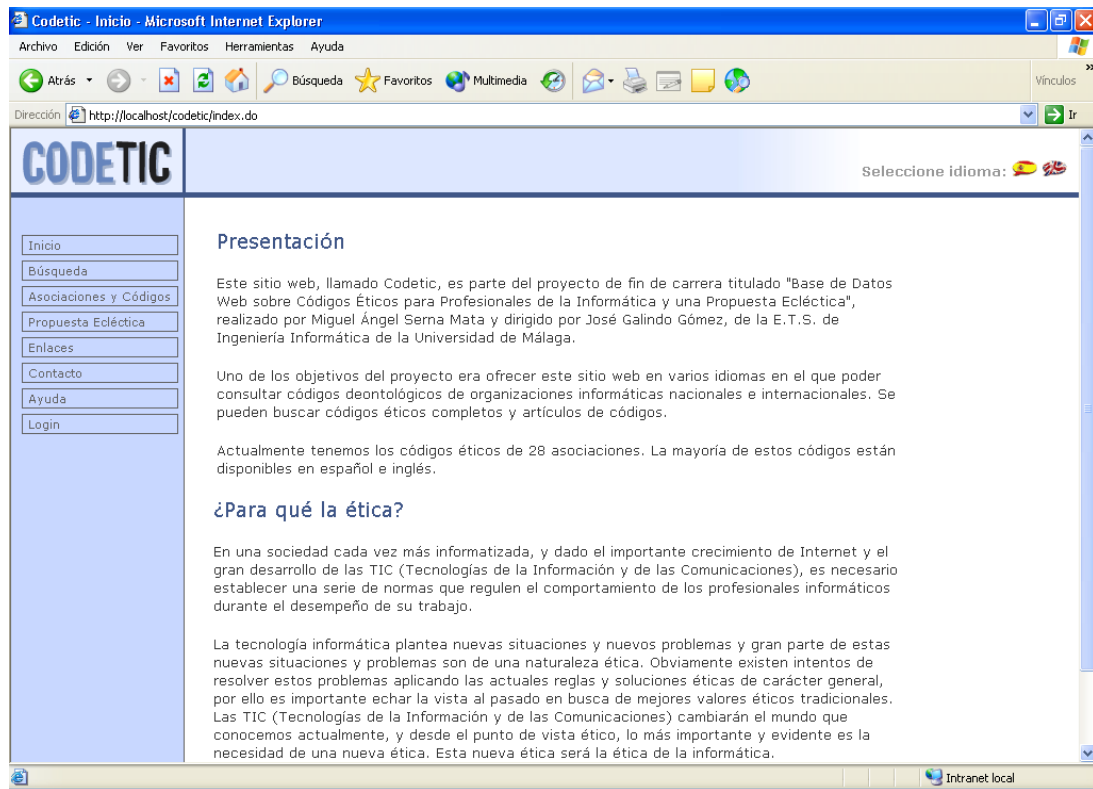 Codetic - Inicio - Microsoft Internet Explorer
Archivo Edición Ver Favoritos Herramientas Ayuda
Atrás Búsqueda Favoritos Multimedia Vínculos »
Dirección http://localhost/codetic/index.do Ir
CODETIC
Seleccione idioma:
Inicio
Búsqueda
Asociaciones y Códigos
Propuesta Ecléctica
Enlaces
Contacto
Ayuda
Login
Presentación
Este sitio web, llamado Codetic, es parte del proyecto de fin de carrera titulado "Base de Datos
Web sobre Códigos Éticos para Profesionales de la Informática y una Propuesta Ecléctica",
realizado por Miguel Ángel Serna Mata y dirigido por José Galindo Gómez, de la E.T.S. de
Ingeniería Informática de la Universidad de Málaga.
Uno de los objetivos del proyecto era ofrecer este sitio web en varios idiomas en el que poder
consultar códigos deontológicos de organizaciones informáticas nacionales e internacionales. Se
pueden buscar códigos éticos completos y artículos de códigos.
Actualmente tenemos los códigos éticos de 28 asociaciones. La mayoría de estos códigos están
disponibles en español e inglés.
¿Para qué la ética?
En una sociedad cada vez más informatizada, y dado el importante crecimiento de Internet y el
gran desarrollo de las TIC (Tecnologías de la Información y de las Comunicaciones), es necesario
establecer una serie de normas que regulen el comportamiento de los profesionales informáticos
durante el desempeño de su trabajo.
La tecnología informática plantea nuevas situaciones y nuevos problemas y gran parte de estas
nuevas situaciones y problemas son de una naturaleza ética. Obviamente existen intentos de
resolver estos problemas aplicando las actuales reglas y soluciones éticas de carácter general,
por ello es importante echar la vista al pasado en busca de mejores valores éticos tradicionales.
Las TIC (Tecnologías de la Información y de las Comunicaciones) cambiarán el mundo que
conocemos actualmente, y desde el punto de vista ético, lo más importante y evidente es la
necesidad de una nueva ética. Esta nueva ética será la ética de la informática.
Intranet local